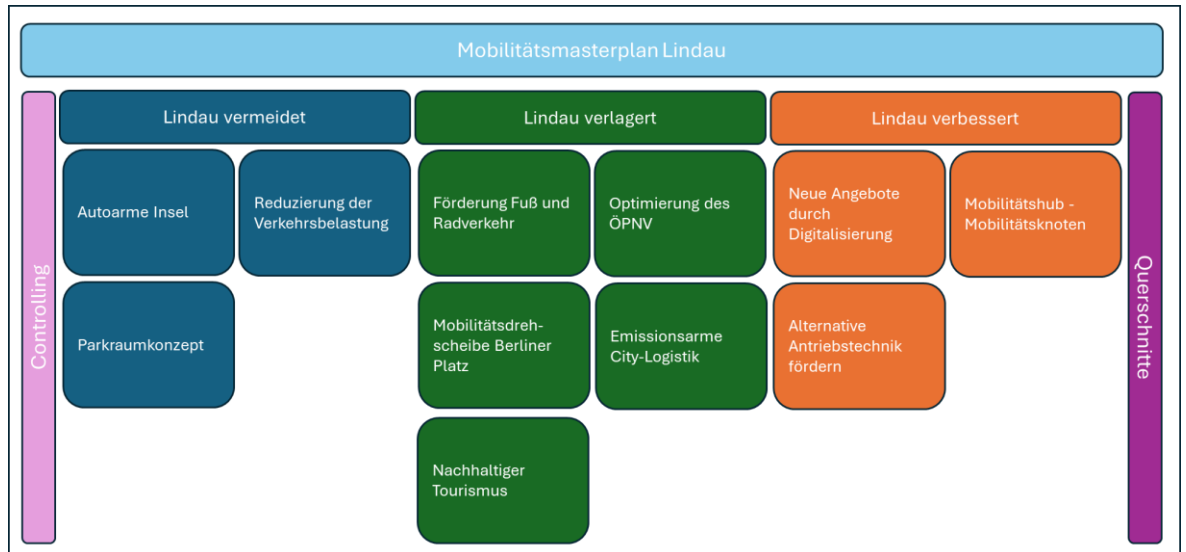 Mobilitätsmasterplan Lindau
Controlling
Lindau vermeidet
Autoarme Insel
Reduzierung der
Verkehrsbelastung
Parkraumkonzept
Lindau verlagert
Förderung Fuß und
Radverkehr
Optimierung des
ÖPNV
Mobilitätsdreh-
scheibe Berliner
Platz
Emissionsarme
City-Logistik
Nachhaltiger
Tourismus
Lindau verbessert
Neue Angebote
durch
Digitalisierung
Mobilitätshub -
Mobilitätsknoten
Alternative
Antriebstechnik
fördern
Querschnitte